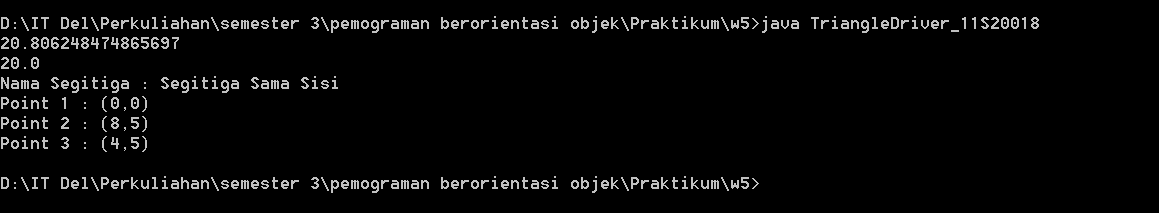 D:\IT Del\Perkuliahan\semester 3\pemograman berorientasi objek\Praktikum\w5>java TriangleDriver_11S20018
20.806248474865697
20.0
Nama Segitiga : Segitiga Sama Sisi
Point 1 : (0,0)
Point 2 : (8,5)
Point 3 : (4,5)
D:\IT Del\Perkuliahan\semester 3\pemograman berorientasi objek\Praktikum\w5>